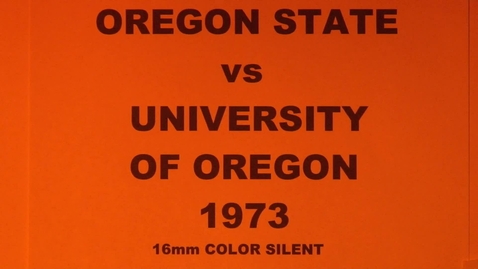 OREGON STATE
vs
UNIVERSITY
OF OREGON
1973
16mm COLOR SILENT